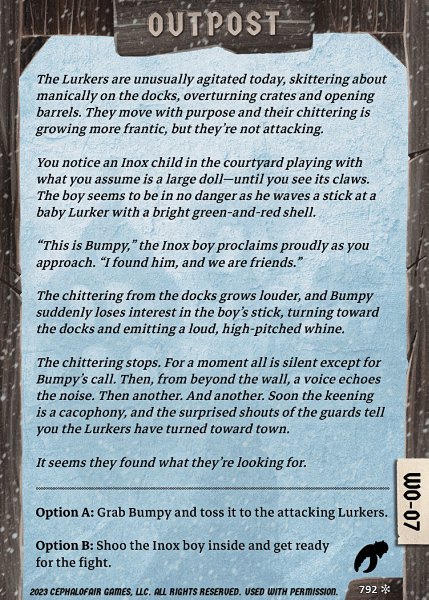 OUTPOST
The Lurkers are unusually agitated today, skittering about
manically on the docks, overturning crates and opening
barrels. They move with purpose and their chittering is
growing more frantic, but they're not attacking.
You notice an Inox child in the courtyard playing with
what you assume is a large doll—until you see its claws.
The boy seems to be in no danger as he waves a stick at a
baby Lurker with a bright green-and-red shell.
“This is Bumpy,” the Inox boy proclaims proudly as you
approach. “I found him, and we are friends.”
The chittering from the docks grows louder, and Bumpy
suddenly loses interest in the boy's stick, turning toward
the docks and emitting a loud, high-pitched whine.
The chittering stops. For a moment all is silent except for
Bumpy's call. Then, from beyond the wall, a voice echoes
the noise. Then another. And another. Soon the keening
is a cacophony, and the surprised shouts of the guards tell
you the Lurkers have turned toward town.
It seems they found what they're looking for.
Option A: Grab Bumpy and toss it to the attacking Lurkers.
Option B: Shoo the Inox boy inside and get ready
for the fight.
WO-07
2023 CEPHALOFAIR GAMES, LLC. ALL RIGHTS RESERVED. USED WITH PERMISSION.
792